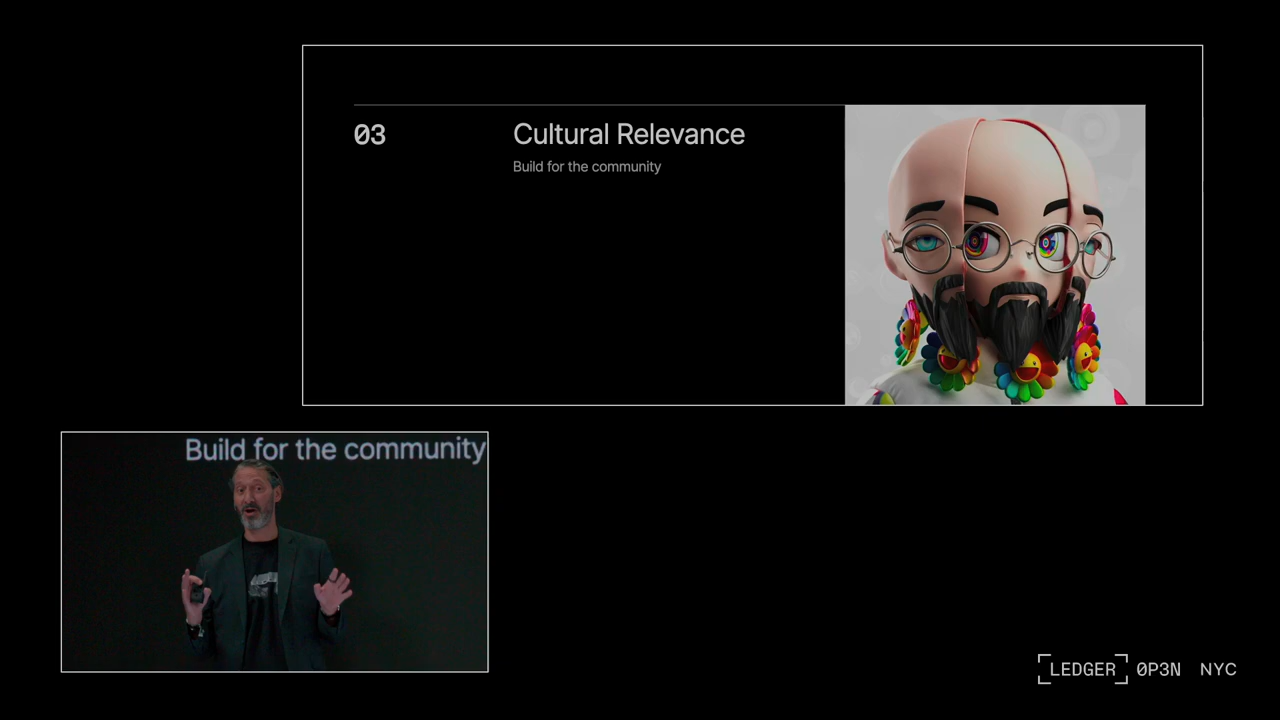 03
Cultural Relevance
Build for the community
Build for the community
[LEDGER] 0P3N NYC